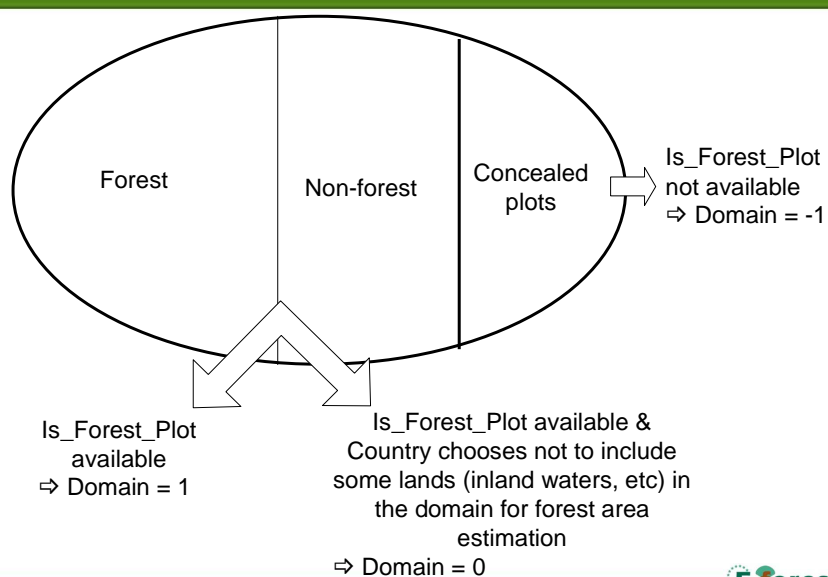 Forest
Non-forest
Concealed
plots
Is_Forest_Plot
not available
⇨ Domain = -1
Is_Forest_Plot
available
⇨ Domain = 1
Is_Forest_Plot available &
Country chooses not to include
some lands (inland waters, etc) in
the domain for forest area
estimation
⇨ Domain = 0